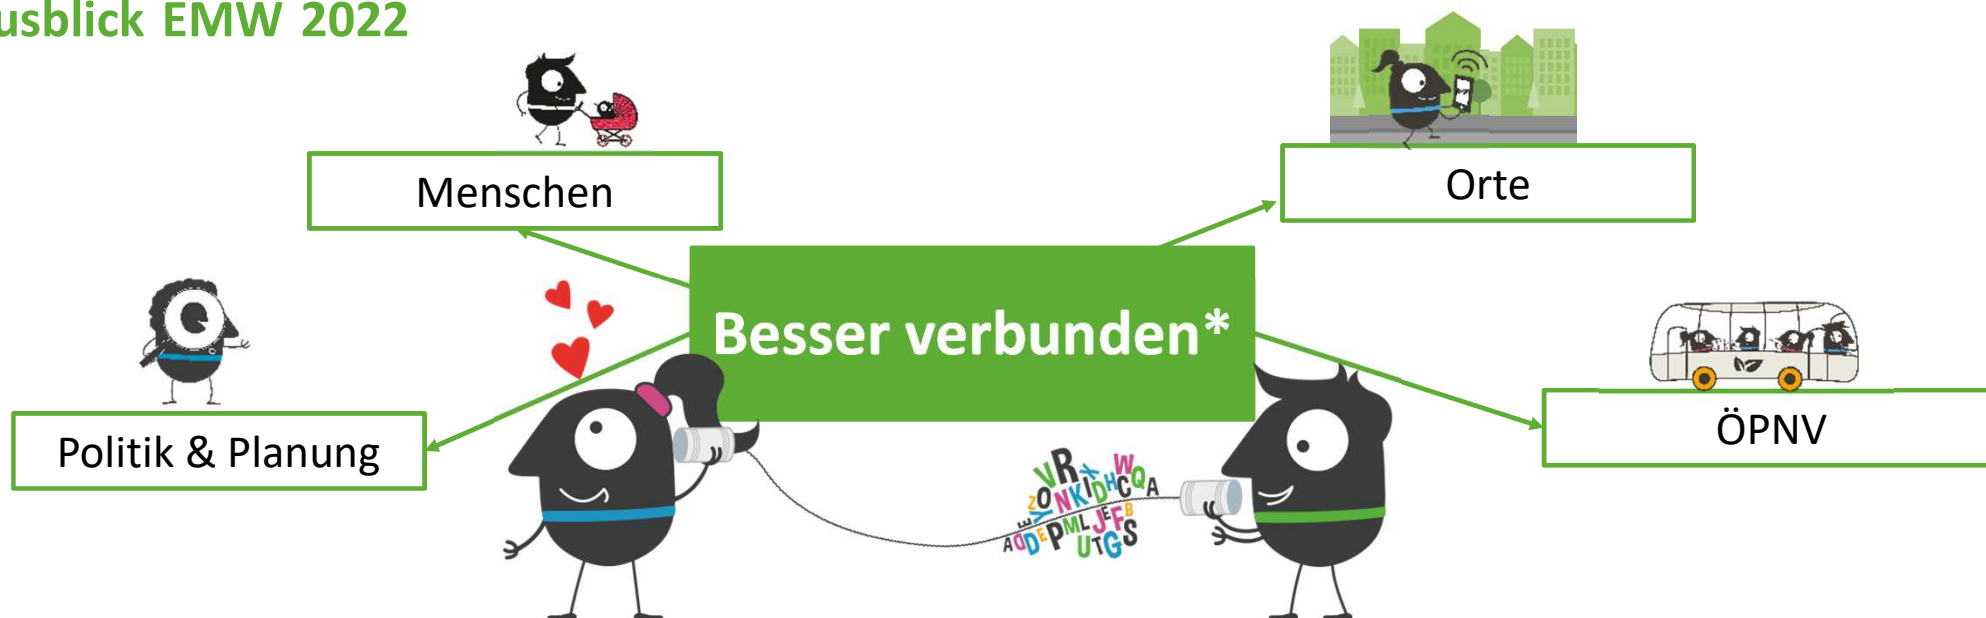 usblick EMW 2022
Menschen
Orte
Besser verbunden*
Politik & Planung
ÖPNV